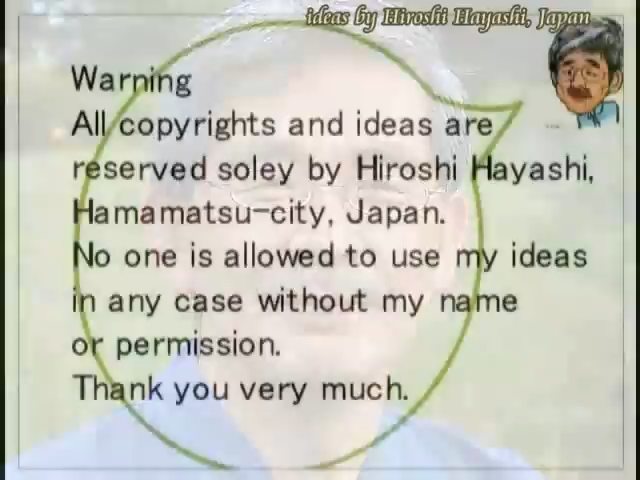 ideas by Hiroshi Hayashi, Japan
Warning
All copyrights and ideas are
reserved soley by Hiroshi Hayashi,
Hamamatsu-city, Japan.
No one is allowed to use my ideas
in any case without my name
or permission.
Thank you very much.